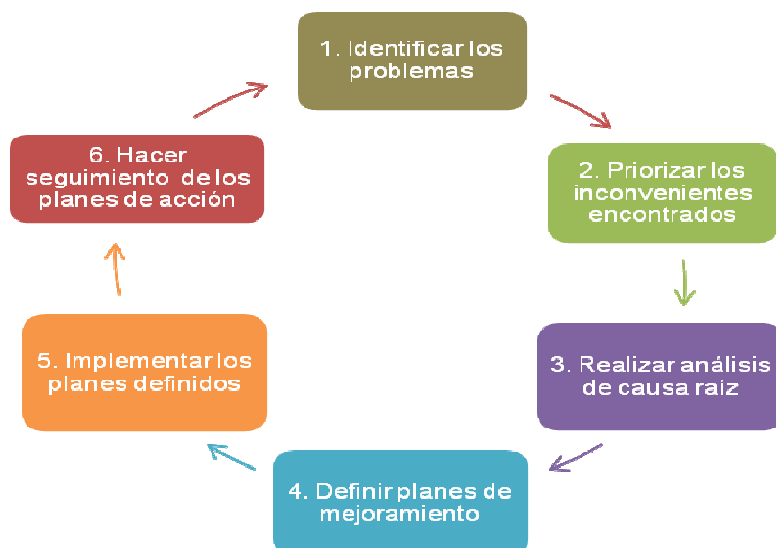 1. Identificar los
problemas
2. Priorizar los
inconvenientes
encontrados
3. Realizar análisis
de causa raiz
4. Definir planes de
mejoramiento
5. Implementar los
planes definidos
6. Hacer
seguimiento de los
planes de acción